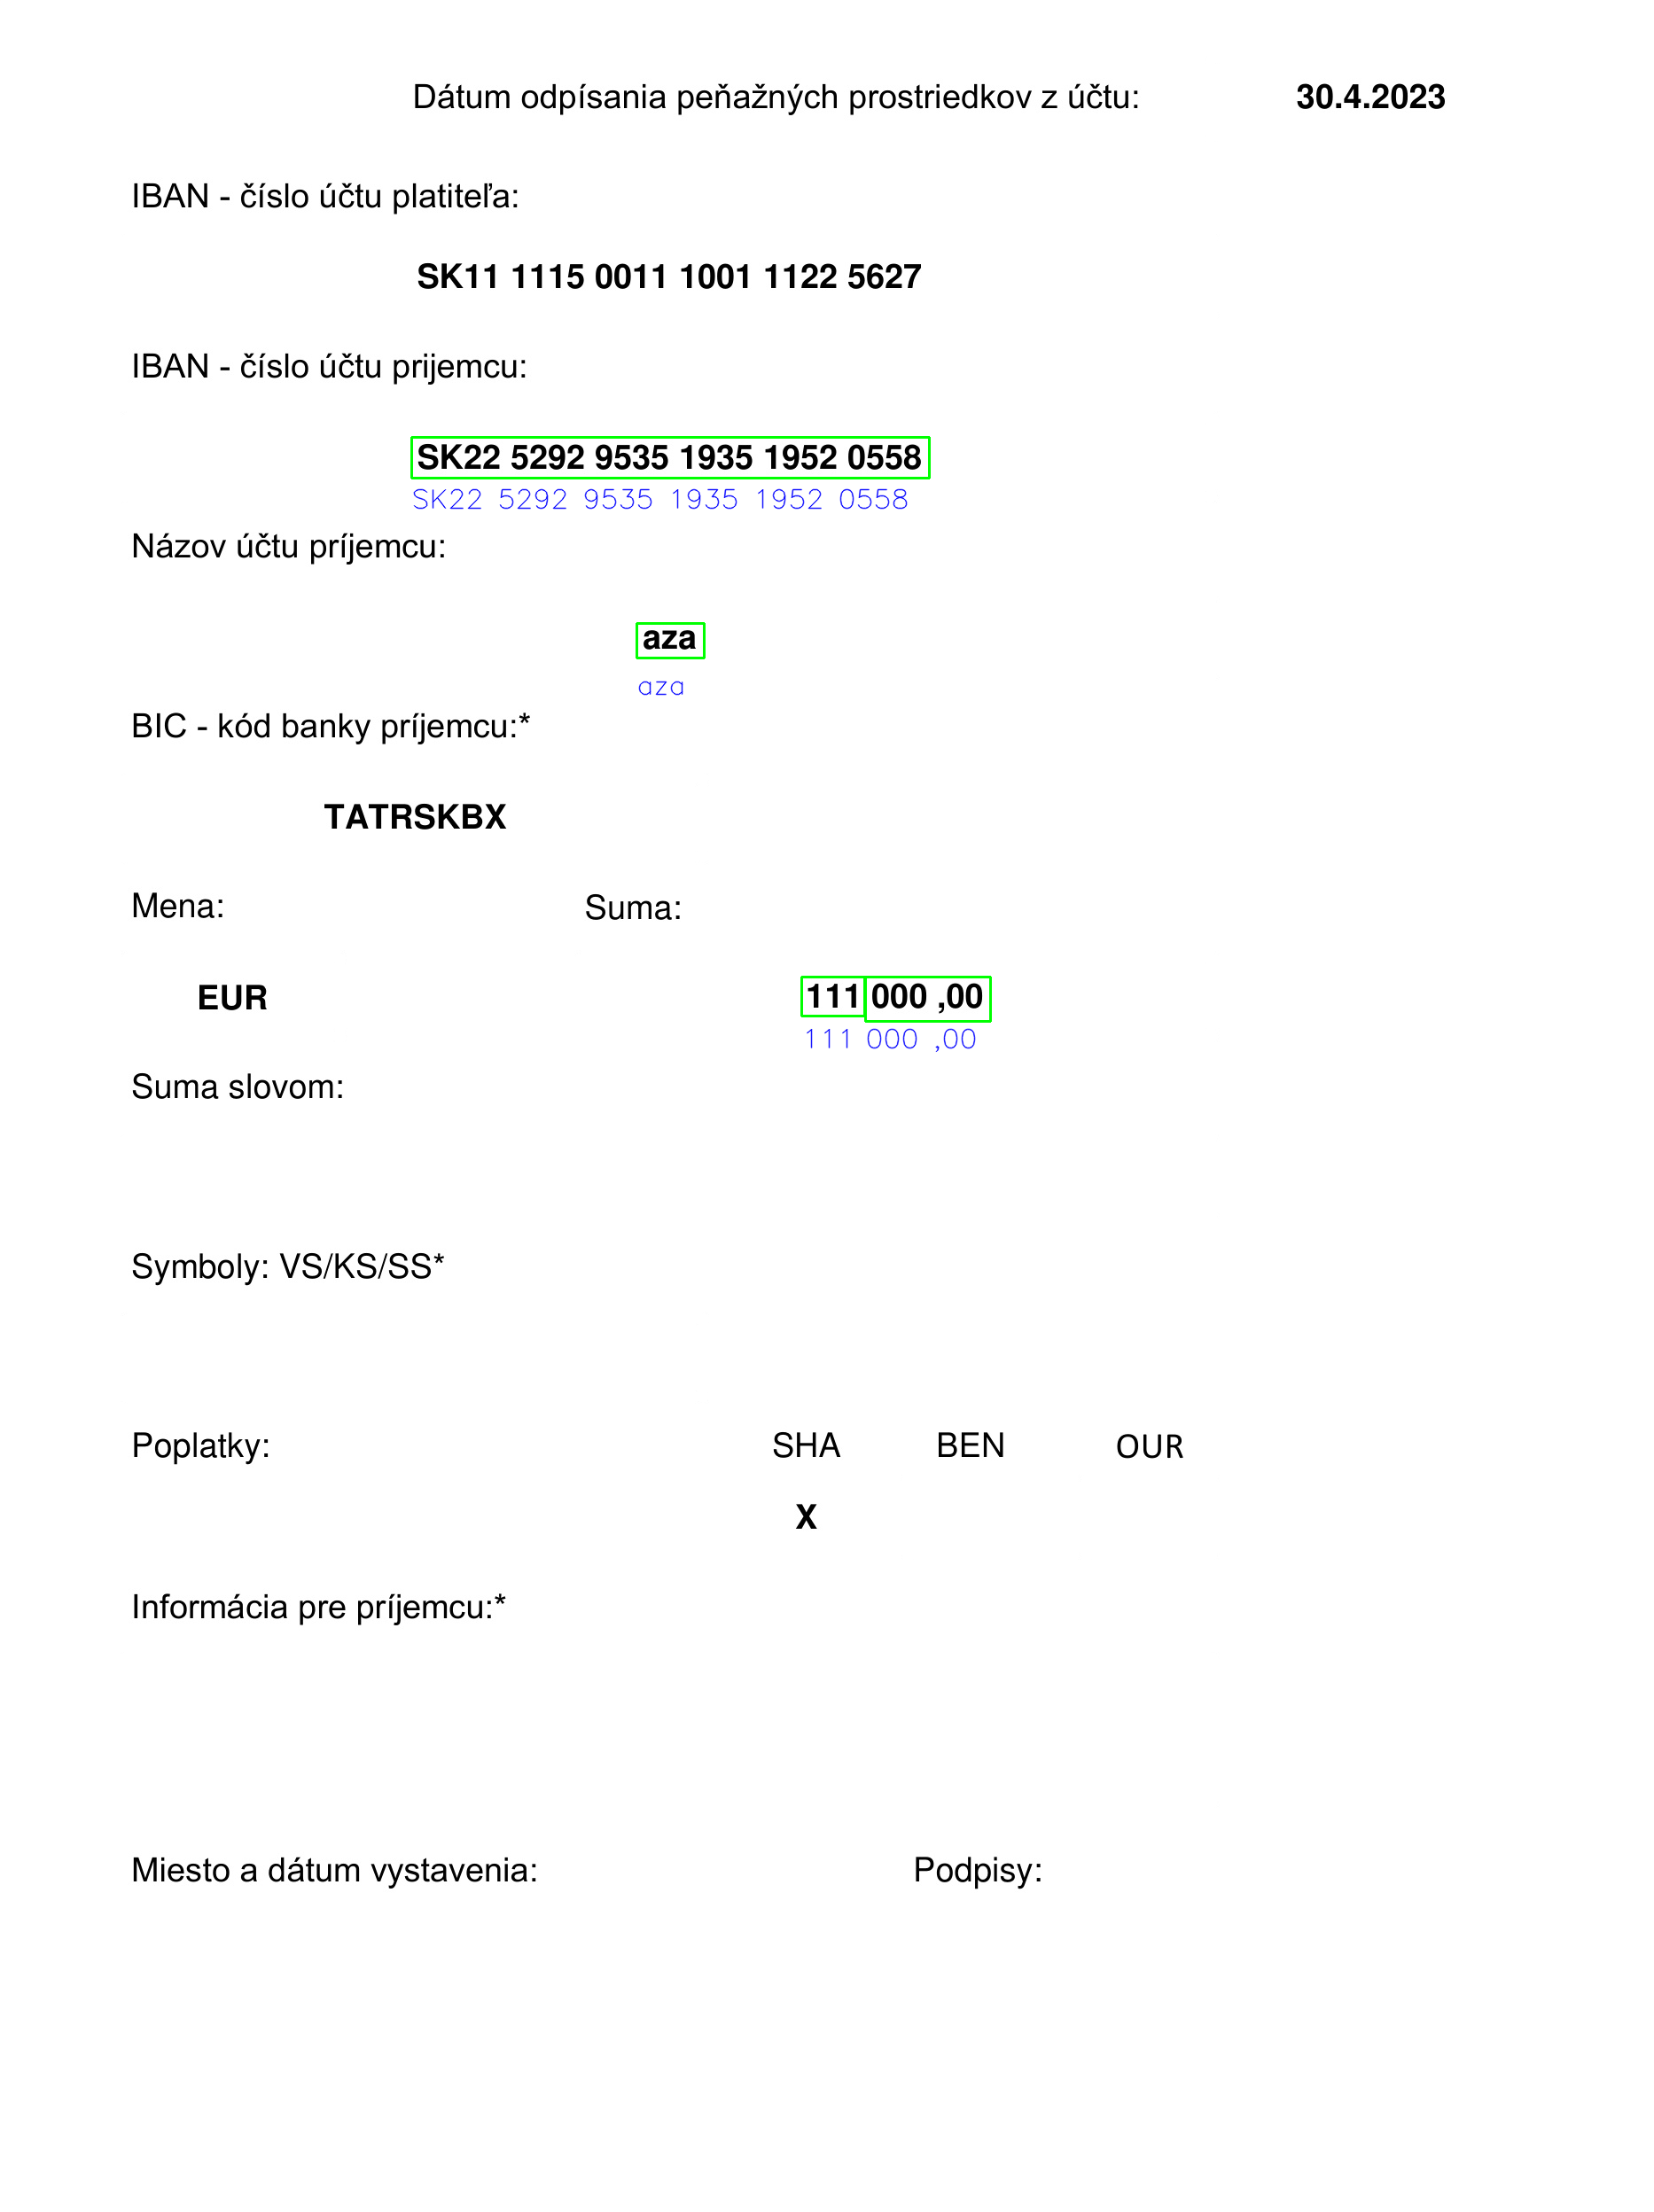 Dátum odpísania peňažných prostriedkov z účtu: 30.4.2023
IBAN - číslo účtu platiteľa:
SK11 1115 0011 1001 1122 5627
IBAN - číslo účtu prijemcu:
SK22 5292 9535 1935 1952 0558
SK22 5292 9535 1935 1952 0558
Názov účtu príjemcu:
aza
aza
BIC - kód banky príjemcu:*
TATRSKBX
Mena: Suma:
EUR 111 000 ,00
111 000 ,00
Suma slovom:
Symboly: VS/KS/SS*
Poplatky: SHA BEN OUR
X
Informácia pre príjemcu:*
Miesto a dátum vystavenia: Podpisy: